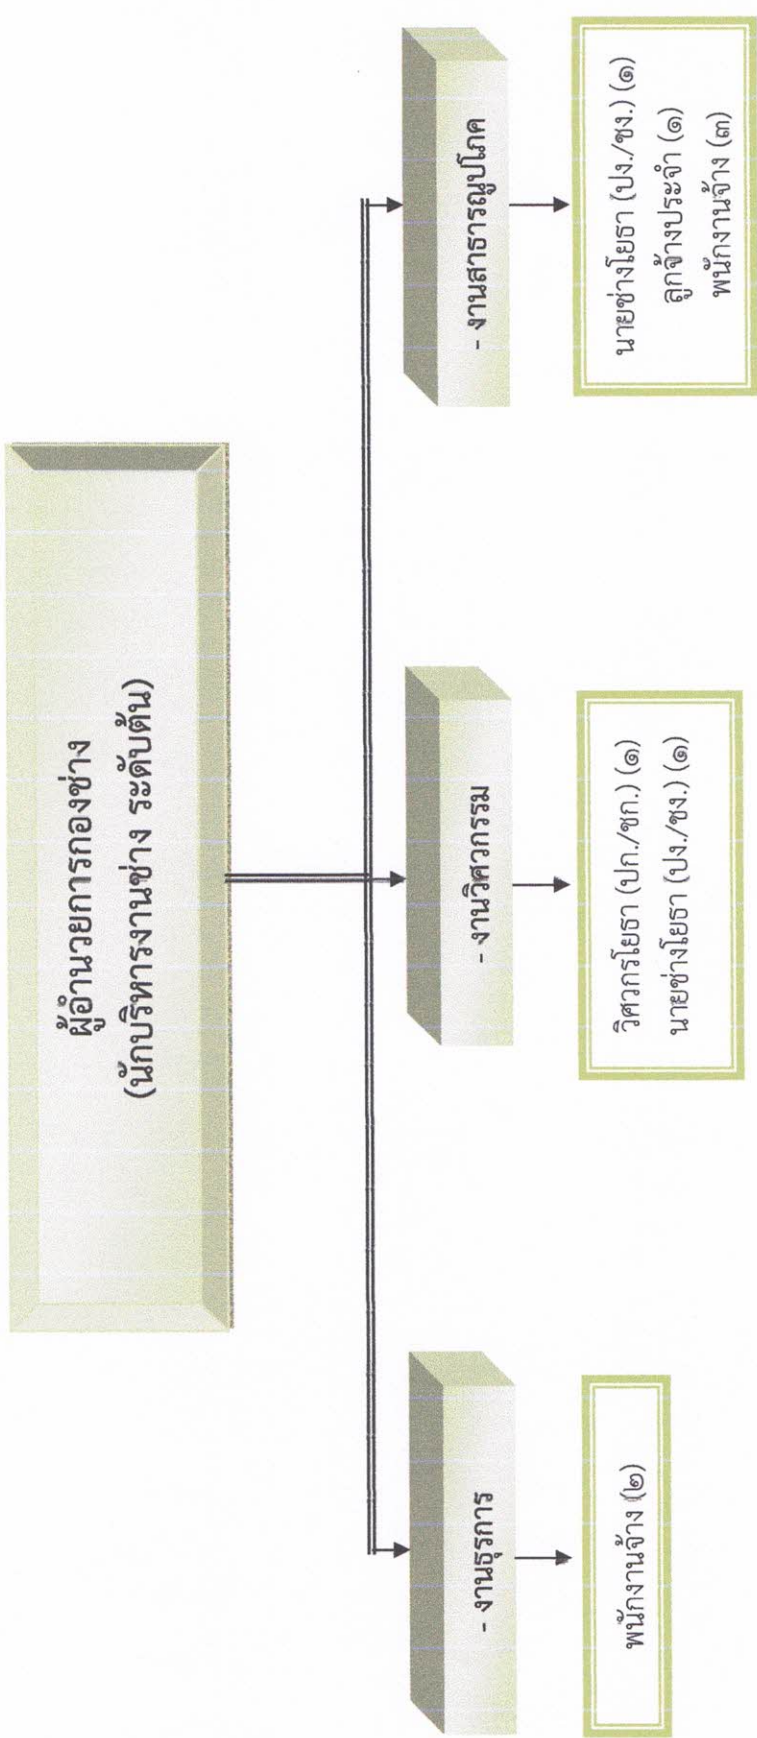 ผู้อำนวยการกองช่าง
(นักบริหารงานช่าง ระดับต้น)
- งานธุรการ
พนักงานจ้าง (๒)
- งานวิศวกรรม
วิศวกรโยธา (ปก./ชก.) (๑)
นายช่างโยธา (ปง./ชง.) (๑)
- งานสาธารณูปโภค
นายช่างโยธา (ปง./ชง.) (๑)
ลูกจ้างประจำ (๑)
พนักงานจ้าง (๓)